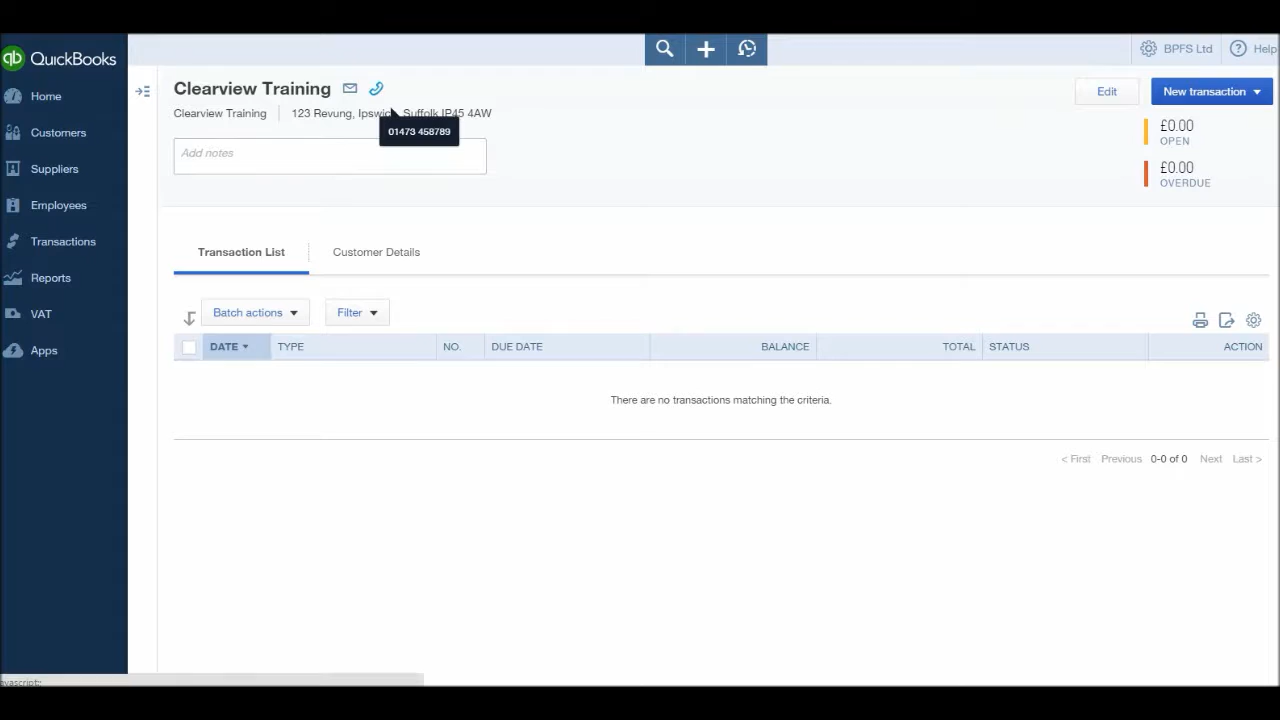 qb QuickBooks
BPFS Ltd
Help
Home
Customers
Suppliers
Employees
Transactions
Reports
VAT
Apps
Clearview Training
Clearview Training
123 Revung, Ipswich, Suffolk IP45 4AW
01473 458789
Add notes
Edit
New transaction
£0.00
OPEN
£0.00
OVERDUE
Transaction List
Customer Details
Batch actions
Filter
DATE TYPE NO. DUE DATE BALANCE TOTAL STATUS ACTION
There are no transactions matching the criteria.
< First Previous 0-0 of 0 Next Last >
avascript:;